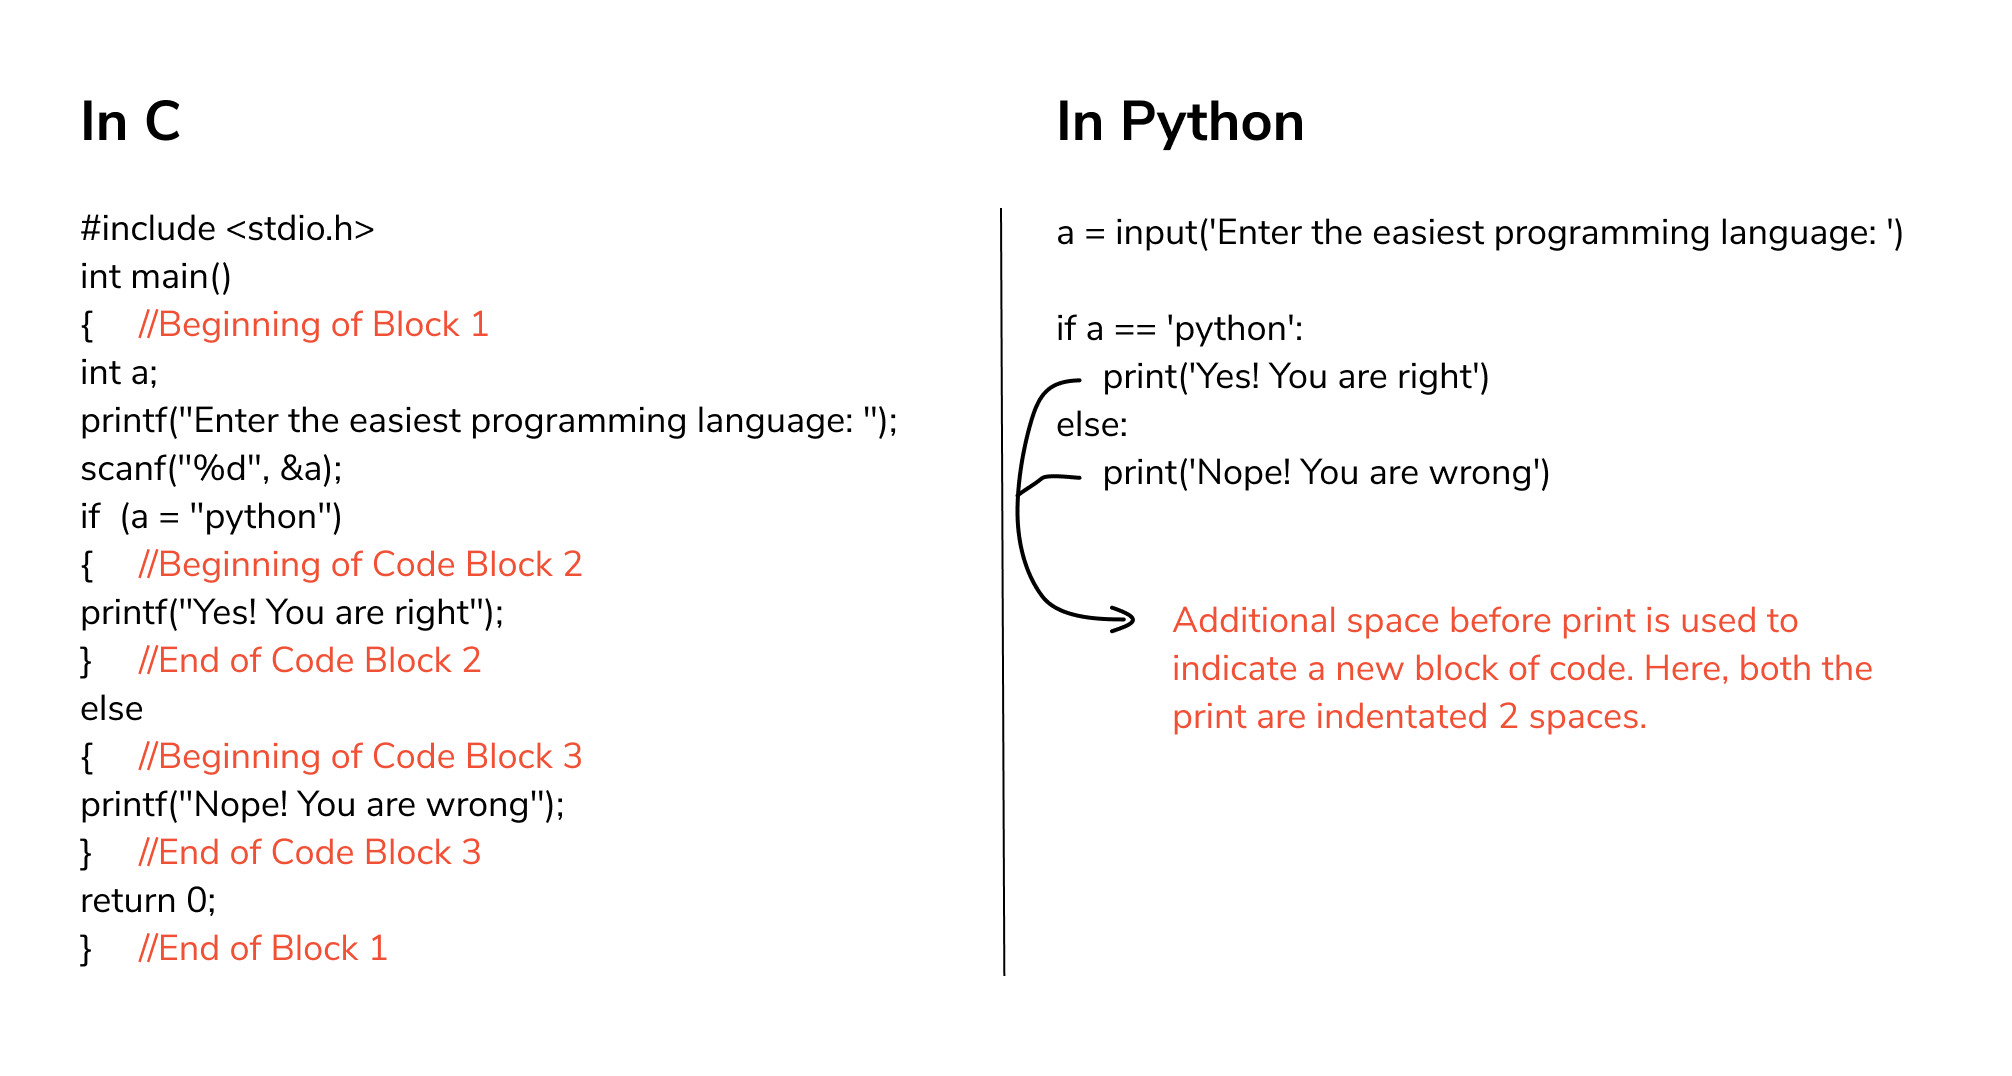 In C
#include <stdio.h>
int main()
{ //Beginning of Block 1
int a;
printf("Enter the easiest programming language: ");
scanf("%d", &a);
if  (a = "python")
{ //Beginning of Code Block 2
printf("Yes! You are right");
} //End of Code Block 2
else
{ //Beginning of Code Block 3
printf("Nope! You are wrong");
} //End of Code Block 3
return 0;
} //End of Block 1
In Python
a = input('Enter the easiest programming language: ')
if a == 'python':
print('Yes! You are right')
else:
print('Nope! You are wrong')
Additional space before print is used to
indicate a new block of code. Here, both the
print are indentated 2 spaces.